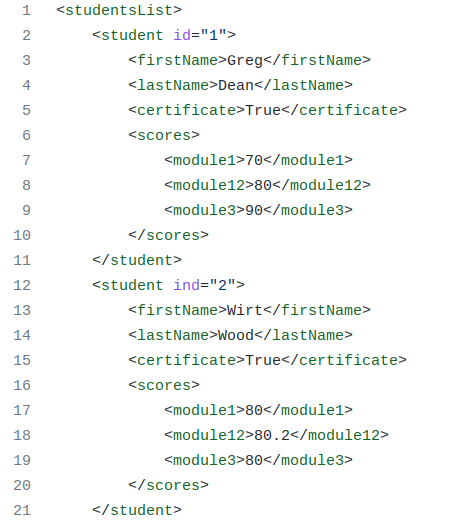 1 <studentsList>
2     <student id="1">
3         <firstName>Greg</firstName>
4         <lastName>Dean</lastName>
5         <certificate>True</certificate>
6         <scores>
7             <module1>70</module1>
8             <module12>80</module12>
9             <module3>90</module3>
10         </scores>
11     </student>
12     <student ind="2">
13         <firstName>Wirt</firstName>
14         <lastName>Wood</lastName>
15         <certificate>True</certificate>
16         <scores>
17             <module1>80</module1>
18             <module12>80.2</module12>
19             <module3>80</module3>
20         </scores>
21     </student>